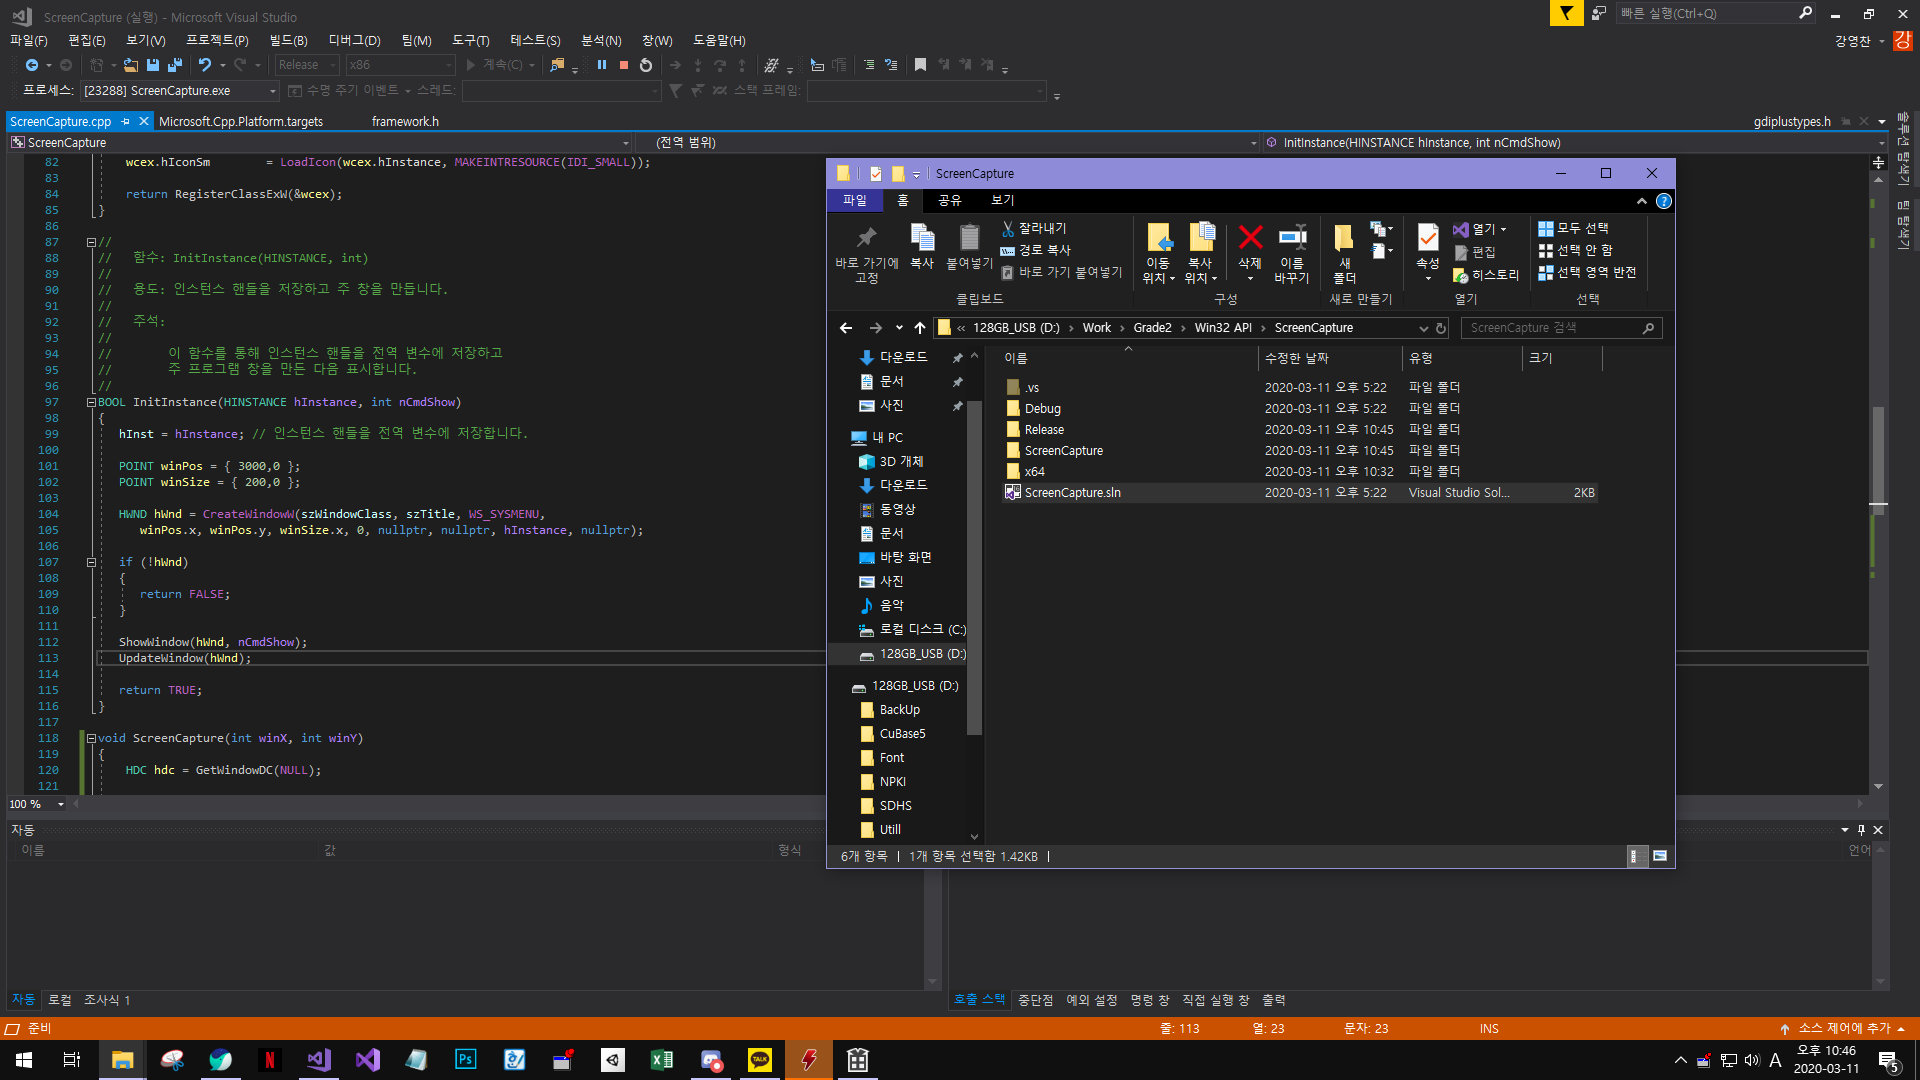 ScreenCapture (실행) - Microsoft Visual Studio
빠른 실행(Ctrl+Q)
파일(F) 편집(E) 보기(V) 프로젝트(P) 빌드(B) 디버그(D) 팀(M) 도구(T) 테스트(S) 분석(N) 창(W) 도움말(H)
강영찬 강
Release x86 계속(C)
프로세스: [23288] ScreenCapture.exe 수명 주기 이벤트 스레드: 스택 프레임:
ScreenCapture.cpp Microsoft.Cpp.Platform.targets framework.h gdiplustypes.h
ScreenCapture (전역 범위) InitInstance(HINSTANCE hInstance, int nCmdShow)
솔루션 탐색기
팀 탐색기
82 wcex.hIconSm = LoadIcon(wcex.hInstance, MAKEINTRESOURCE(IDI_SMALL));
83
84 return RegisterClassExW(&wcex);
85 }
86
87 //
88 // 함수: InitInstance(HINSTANCE, int)
89 //
90 // 용도: 인스턴스 핸들을 저장하고 주 창을 만듭니다.
91 //
92 // 주석:
93 //
94 // 이 함수를 통해 인스턴스 핸들을 전역 변수에 저장하고
95 // 주 프로그램 창을 만든 다음 표시합니다.
96 //
97 BOOL InitInstance(HINSTANCE hInstance, int nCmdShow)
98 {
99 hInst = hInstance; // 인스턴스 핸들을 전역 변수에 저장합니다.
100
101 POINT winPos = { 3000,0 };
102 POINT winSize = { 200,0 };
103
104 HWND hWnd = CreateWindowW(szWindowClass, szTitle, WS_SYSMENU,
105 winPos.x, winPos.y, winSize.x, 0, nullptr, nullptr, hInstance, nullptr);
106
107 if (!hWnd)
108 {
109 return FALSE;
110 }
111
112 ShowWindow(hWnd, nCmdShow);
113 UpdateWindow(hWnd);
114
115 return TRUE;
116 }
117
118 void ScreenCapture(int winX, int winY)
119 {
120 HDC hdc = GetWindowDC(NULL);
121
100 %
ScreenCapture
파일 홈 공유 보기
바로 가기에 고정
복사
붙여넣기
잘라내기
경로 복사
바로 가기 붙여넣기
클립보드
이동 위치
복사 위치
삭제
이름 바꾸기
구성
새 폴더
새로 만들기
속성
열기
편집
히스토리
열기
모두 선택
선택 안 함
선택 영역 반전
선택
« 128GB_USB (D:) › Work › Grade2 › Win32 API › ScreenCapture
ScreenCapture 검색
다운로드
문서
사진
내 PC
3D 개체
다운로드
동영상
문서
바탕 화면
사진
음악
로컬 디스크 (C:)
128GB_USB (D:)
128GB_USB (D:)
BackUp
CuBase5
Font
NPKI
SDHS
Utill
이름 수정한 날짜 유형 크기
.vs 2020-03-11 오후 5:22 파일 폴더
Debug 2020-03-11 오후 5:22 파일 폴더
Release 2020-03-11 오후 10:45 파일 폴더
ScreenCapture 2020-03-11 오후 10:45 파일 폴더
x64 2020-03-11 오후 10:32 파일 폴더
ScreenCapture.sln 2020-03-11 오후 5:22 Visual Studio Sol... 2KB
6개 항목 1개 항목 선택함 1.42KB
자동
이름 값 형식
언어
자동 로컬 조사식 1
호출 스택 중단점 예외 설정 명령 창 직접 실행 창 출력
준비 줄: 113 열: 23 문자: 23 INS 소스 제어에 추가
N Ps TALK A
오후 10:46
2020-03-11
5